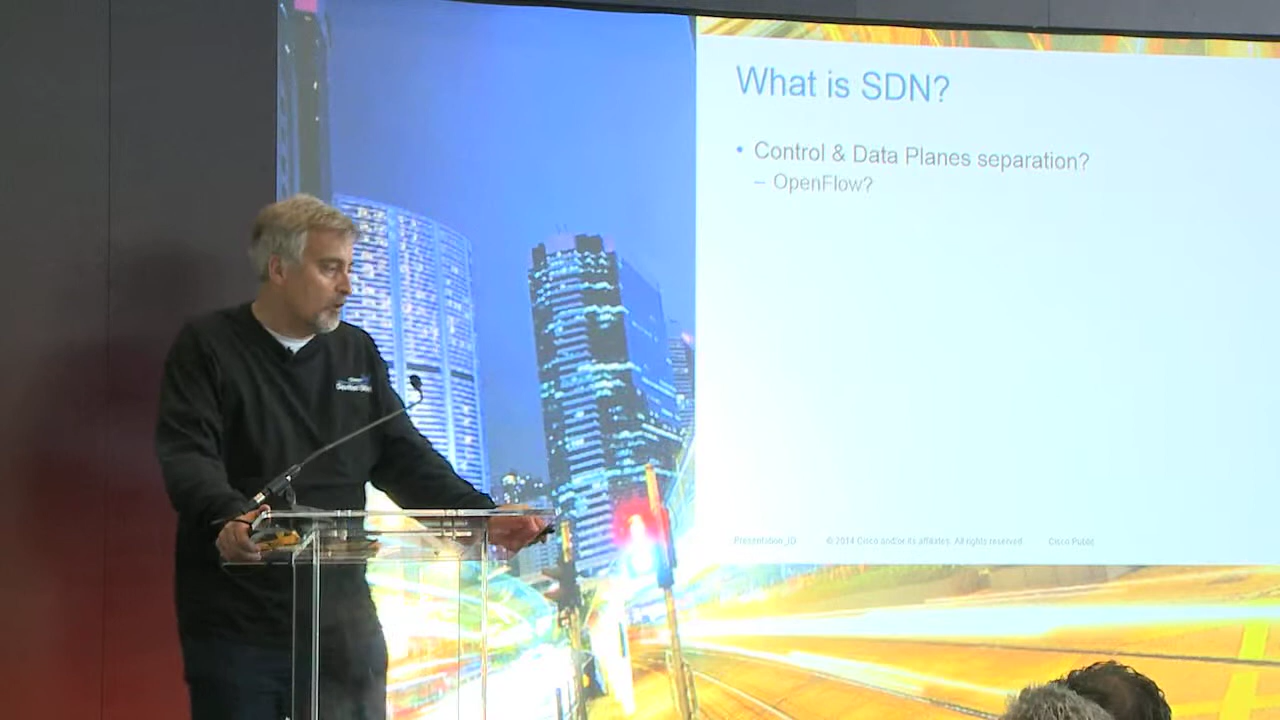 What is SDN?
• Control & Data Planes separation?
– OpenFlow?
Presentation_ID © 2014 Cisco and/or its affiliates. All rights reserved. Cisco Public